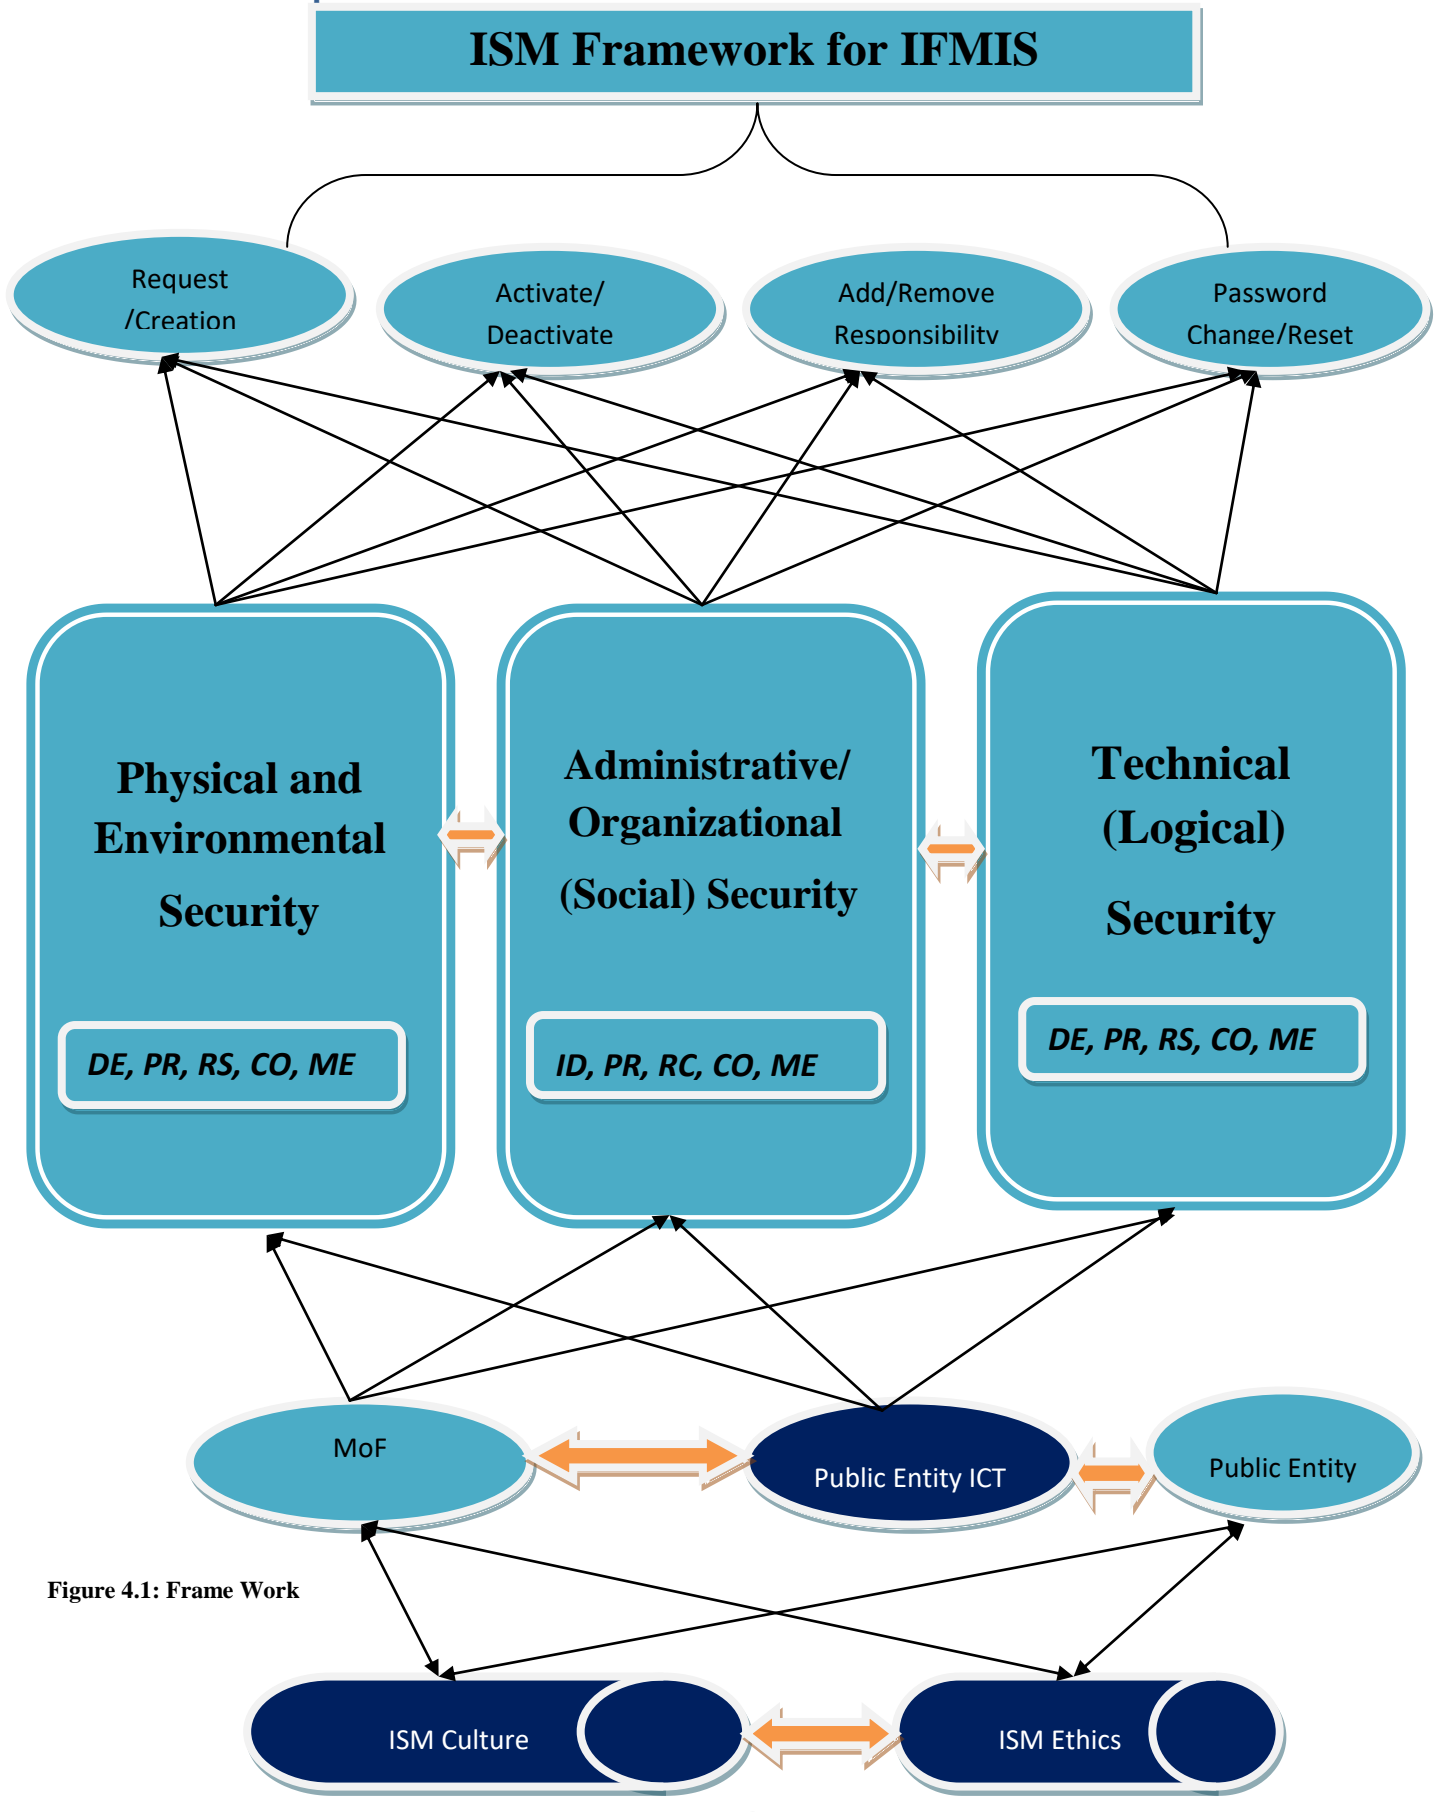 ISM Framework for IFMIS
Request
/Creation
Activate/
Deactivate
Add/Remove
Responsibility
Password
Change/Reset
Physical and
Environmental
Security
DE, PR, RS, CO, ME
Administrative/
Organizational
(Social) Security
ID, PR, RC, CO, ME
Technical
(Logical)
Security
DE, PR, RS, CO, ME
MoF
Public Entity ICT
Public Entity
Figure 4.1: Frame Work
ISM Culture
ISM Ethics